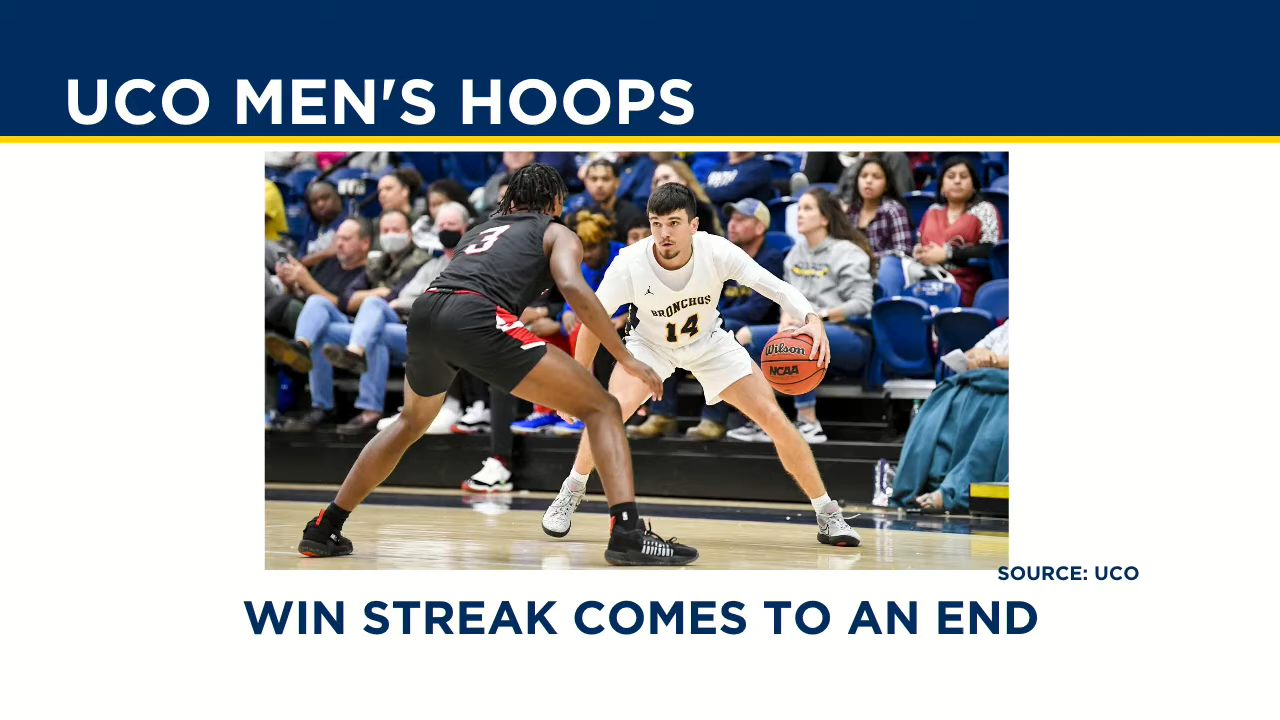 UCO MEN'S HOOPS
3
BRONCHOS
14
Wilson
NCAA
SOURCE: UCO
WIN STREAK COMES TO AN END